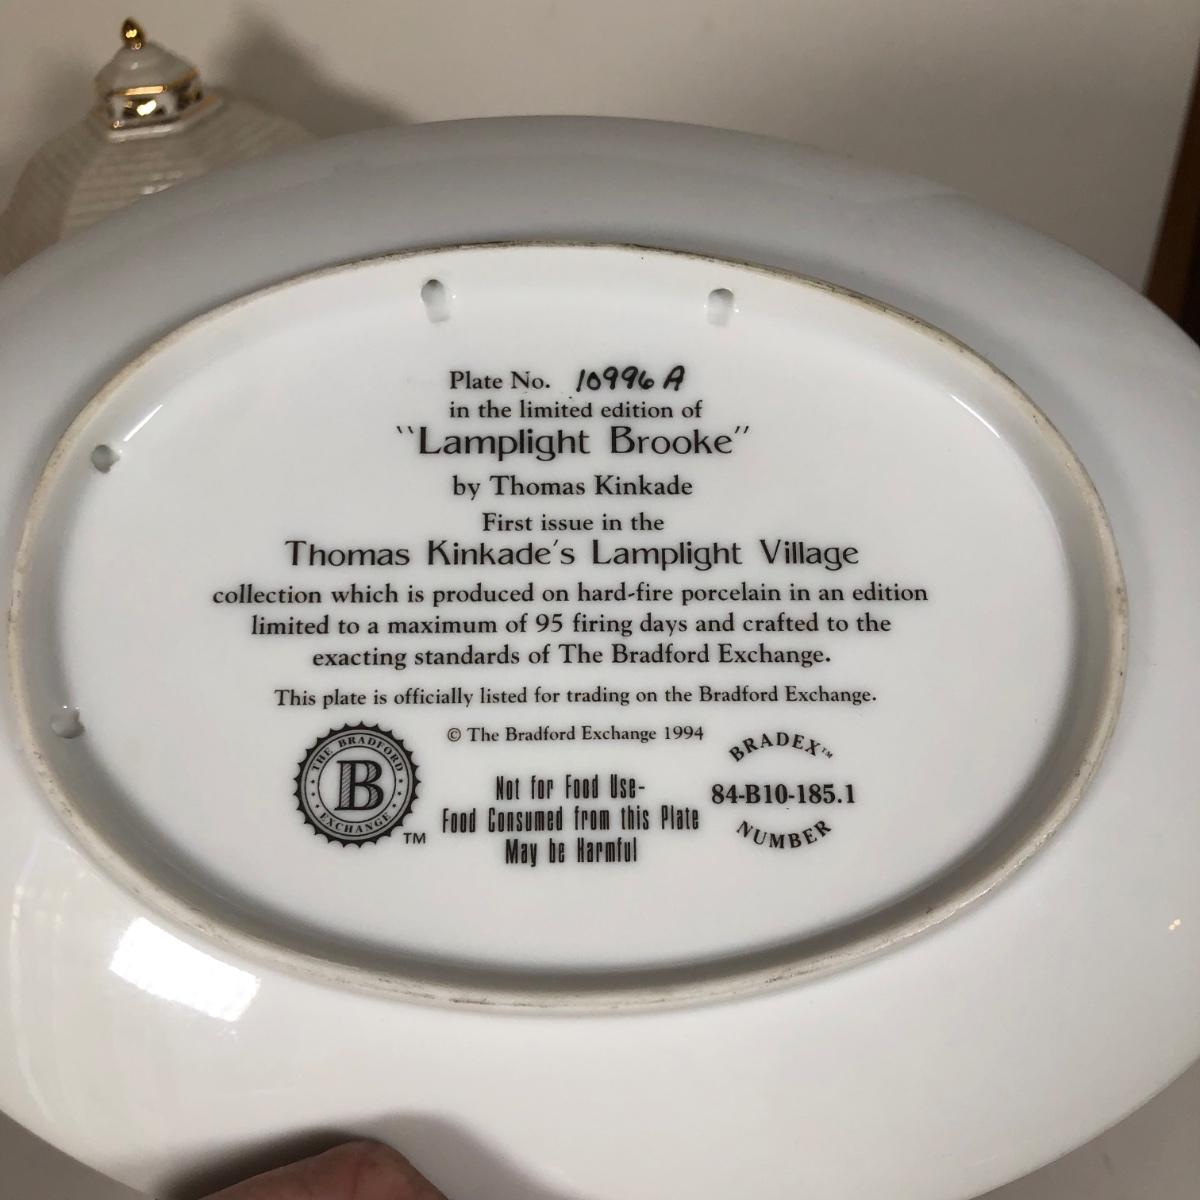 Plate No. 10996 A
in the limited edition of
"Lamplight Brooke"
by Thomas Kinkade
First issue in the
Thomas Kinkade's Lamplight Village
collection which is produced on hard-fire porcelain in an edition
limited to a maximum of 95 firing days and crafted to the
exacting standards of The Bradford Exchange.
This plate is officially listed for trading on the Bradford Exchange.
© The Bradford Exchange 1994
THE BRADFORD
B
EXCHANGE
TM
Not for Food Use-
Food Consumed from this Plate
May be Harmful
BRADEX™
84-B10-185.1
NUMBER